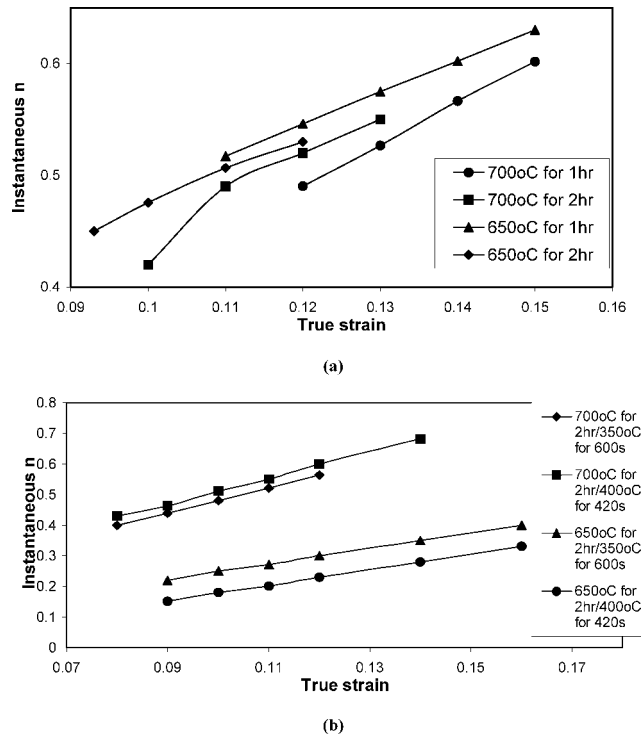 Instantaneous n
0.6
0.5
0.4
700oC for 1hr
700oC for 2hr
650oC for 1hr
650oC for 2hr
0.09 0.1 0.11 0.12 0.13 0.14 0.15 0.16
True strain
(a)
Instantaneous n
0.8
0.7
0.6
0.5
0.4
0.3
0.2
0.1
0
700oC for
2hr/350oC
for 600s
700oC for
2hr/400oC
for 420s
650oC for
2hr/350oC
for 600s
650oC for
2hr/400oC
for 420s
0.07 0.09 0.11 0.13 0.15 0.17
True strain
(b)